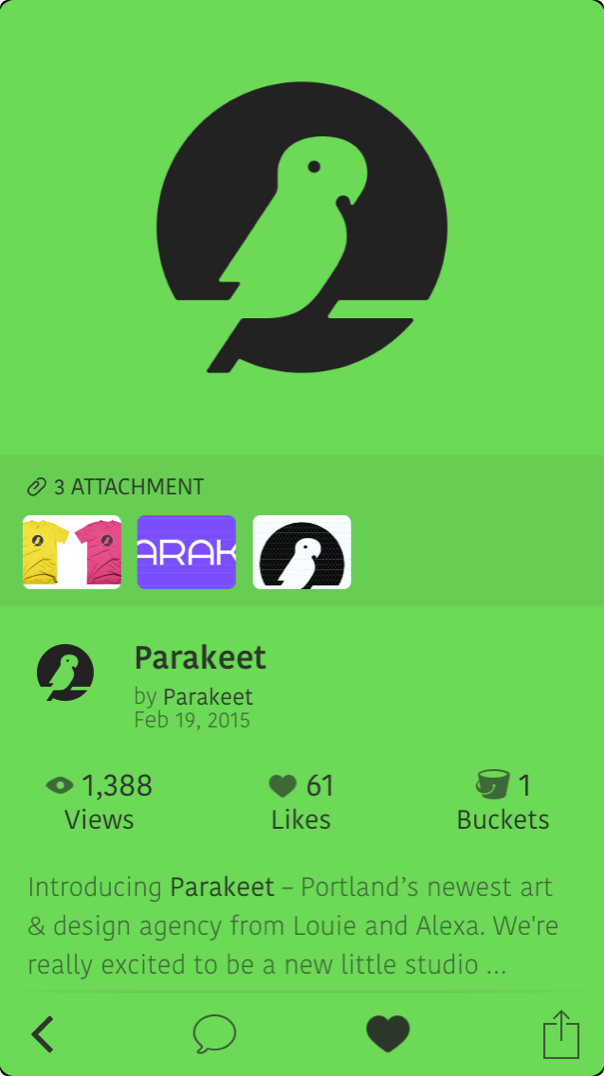 3 ATTACHMENT
ARAK
Parakeet
by Parakeet
Feb 19, 2015
1,388
61
1
Views
Likes
Buckets
Introducing Parakeet – Portland’s newest art
& design agency from Louie and Alexa. We're
really excited to be a new little studio ...